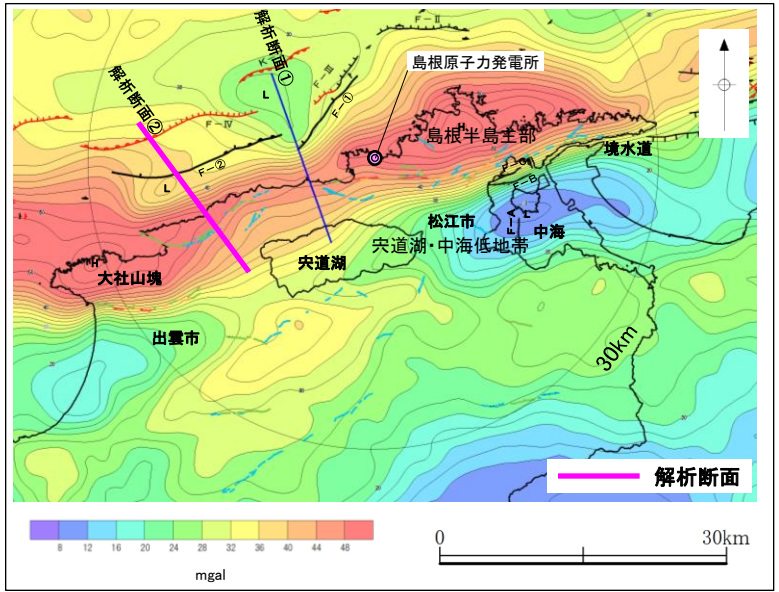 解析断面①
解析断面②
F-Ⅱ
K
F-Ⅲ
L
F-①
島根原子力発電所
F-Ⅳ
F-②
L
島根半島主部
境水道
F-B
F-A
L
松江市
中海
宍道湖・中海低地帯
宍道湖
H
大社山塊
出雲市
30km
解析断面
8 12 16 20 24 28 32 36 40 44 48
mgal
0 30km